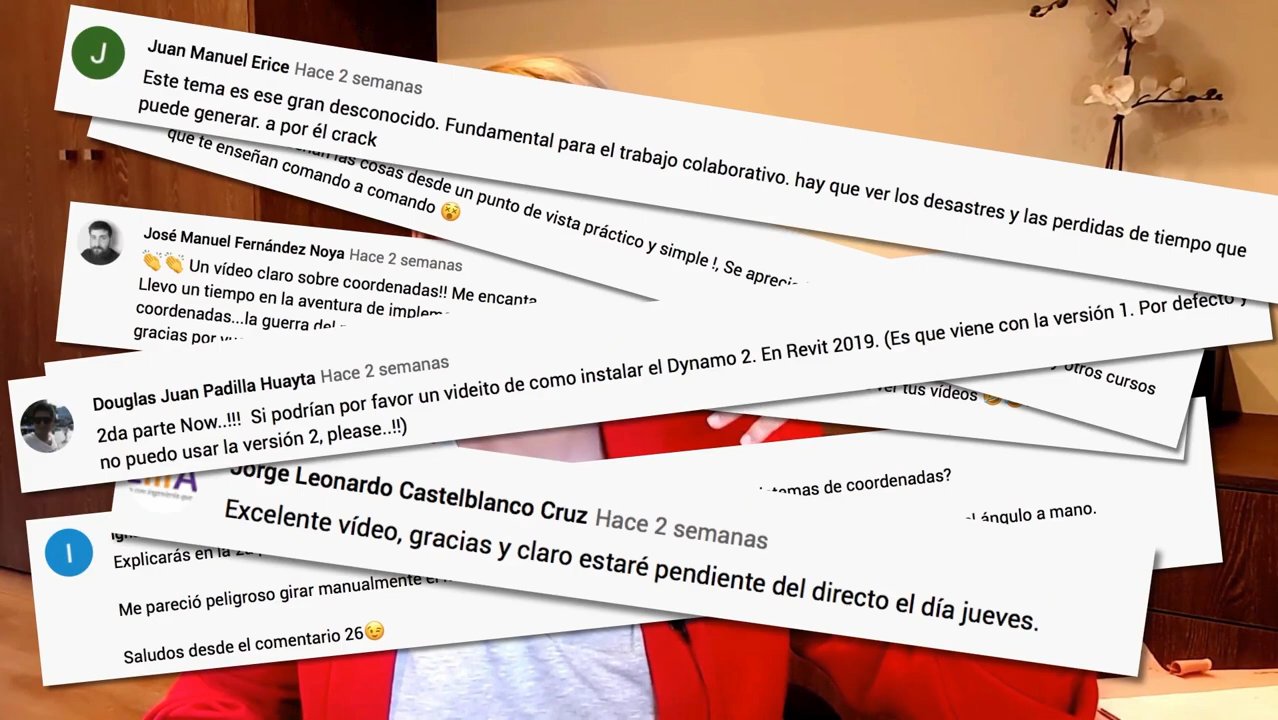 J
Juan Manuel Erice Hace 2 semanas
Este tema es ese gran desconocido. Fundamental para el trabajo colaborativo. hay que ver los desastres y las perdidas de tiempo que
puede generar. a por él crack
las cosas desde un punto de vista práctico y simple !, Se
que te enseñan comando a comando 😵
José Manuel Fernández Noya Hace 2 semanas
👏👏 Un vídeo claro sobre coordenadas!! Me encanta
Llevo un tiempo en la aventura de
coordenadas...la guerra del
gracias por
Por defecto y
Douglas Juan Padilla Huayta Hace 2 semanas
2da parte Now..!!! Si podrían por favor un videito de como instalar el Dynamo 2. En Revit 2019. (Es que viene con la versión 1.
no puedo usar la versión 2, please..!!)
otros cursos
tus vídeos
de coordenadas?
ángulo a mano.
Jorge Leonardo Castelblanco Cruz Hace 2 semanas
Excelente vídeo, gracias y claro estaré pendiente del directo el día jueves.
I
Explicarás en la
Me pareció peligroso girar manualmente
Saludos desde el comentario 26😉